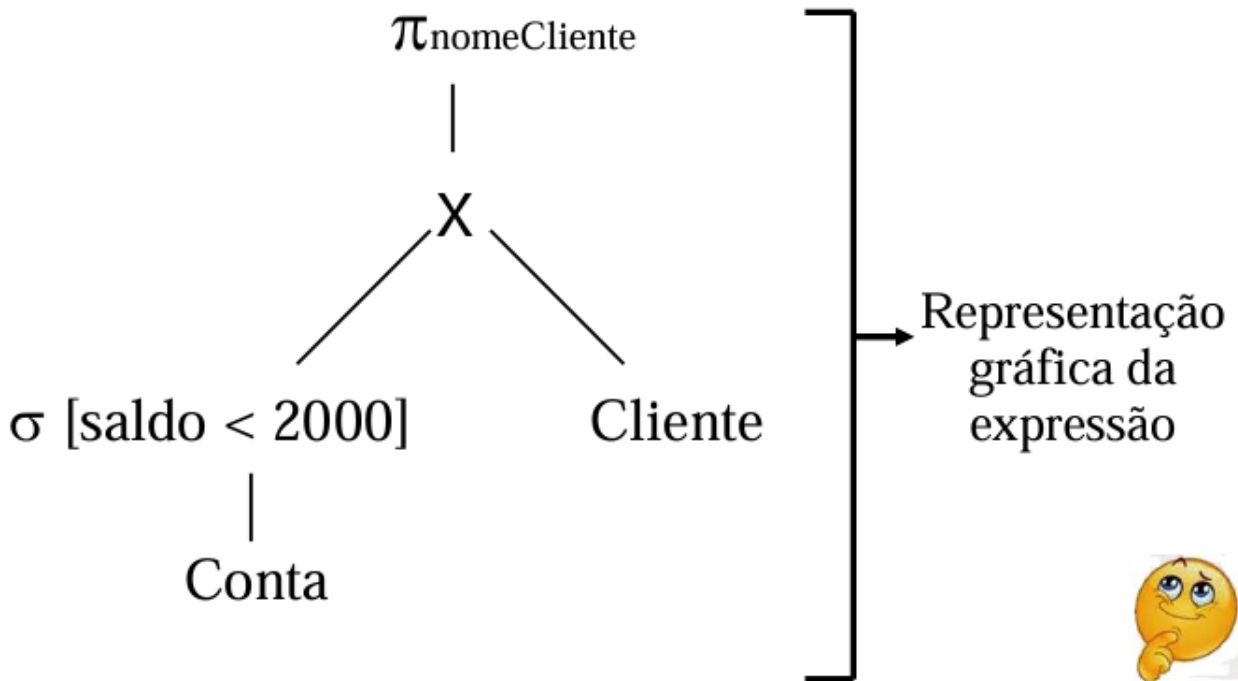 πnomeCliente
X
σ [saldo < 2000]
Cliente
Conta
Representação
gráfica da
expressão